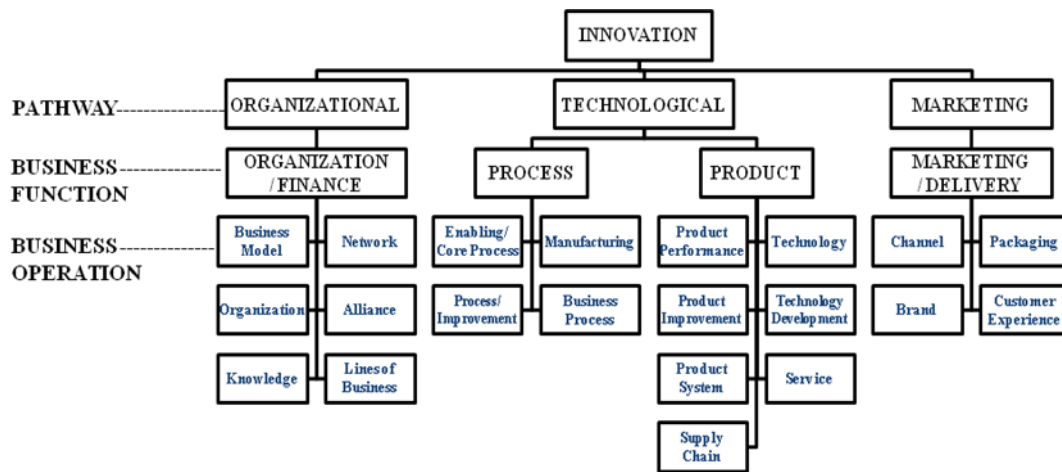 INNOVATION
PATHWAY
ORGANIZATIONAL
TECHNOLOGICAL
MARKETING
BUSINESS
FUNCTION
ORGANIZATION
/FINANCE
PROCESS
PRODUCT
MARKETING
/DELIVERY
BUSINESS
OPERATION
Business
Model
Network
Enabling/
Core Process
Manufacturing
Product
Performance
Technology
Channel
Packaging
Organization
Alliance
Process/
Improvement
Business
Process
Product
Improvement
Technology
Development
Brand
Customer
Experience
Knowledge
Lines of
Business
Product
System
Service
Supply
Chain